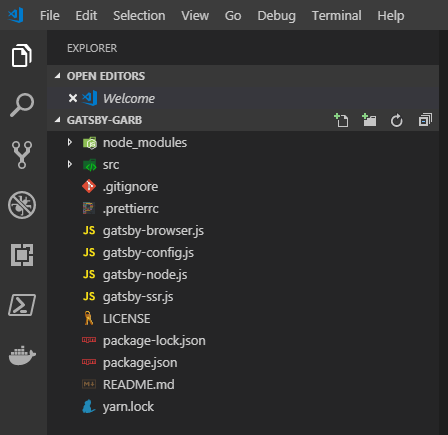 File Edit Selection View Go Debug Terminal Help
EXPLORER
OPEN EDITORS
Welcome
GATSBY-GARB
node_modules
src
.gitignore
.prettierrc
JS gatsby-browser.js
JS gatsby-config.js
JS gatsby-node.js
JS gatsby-ssr.js
LICENSE
package-lock.json
package.json
README.md
yarn.lock